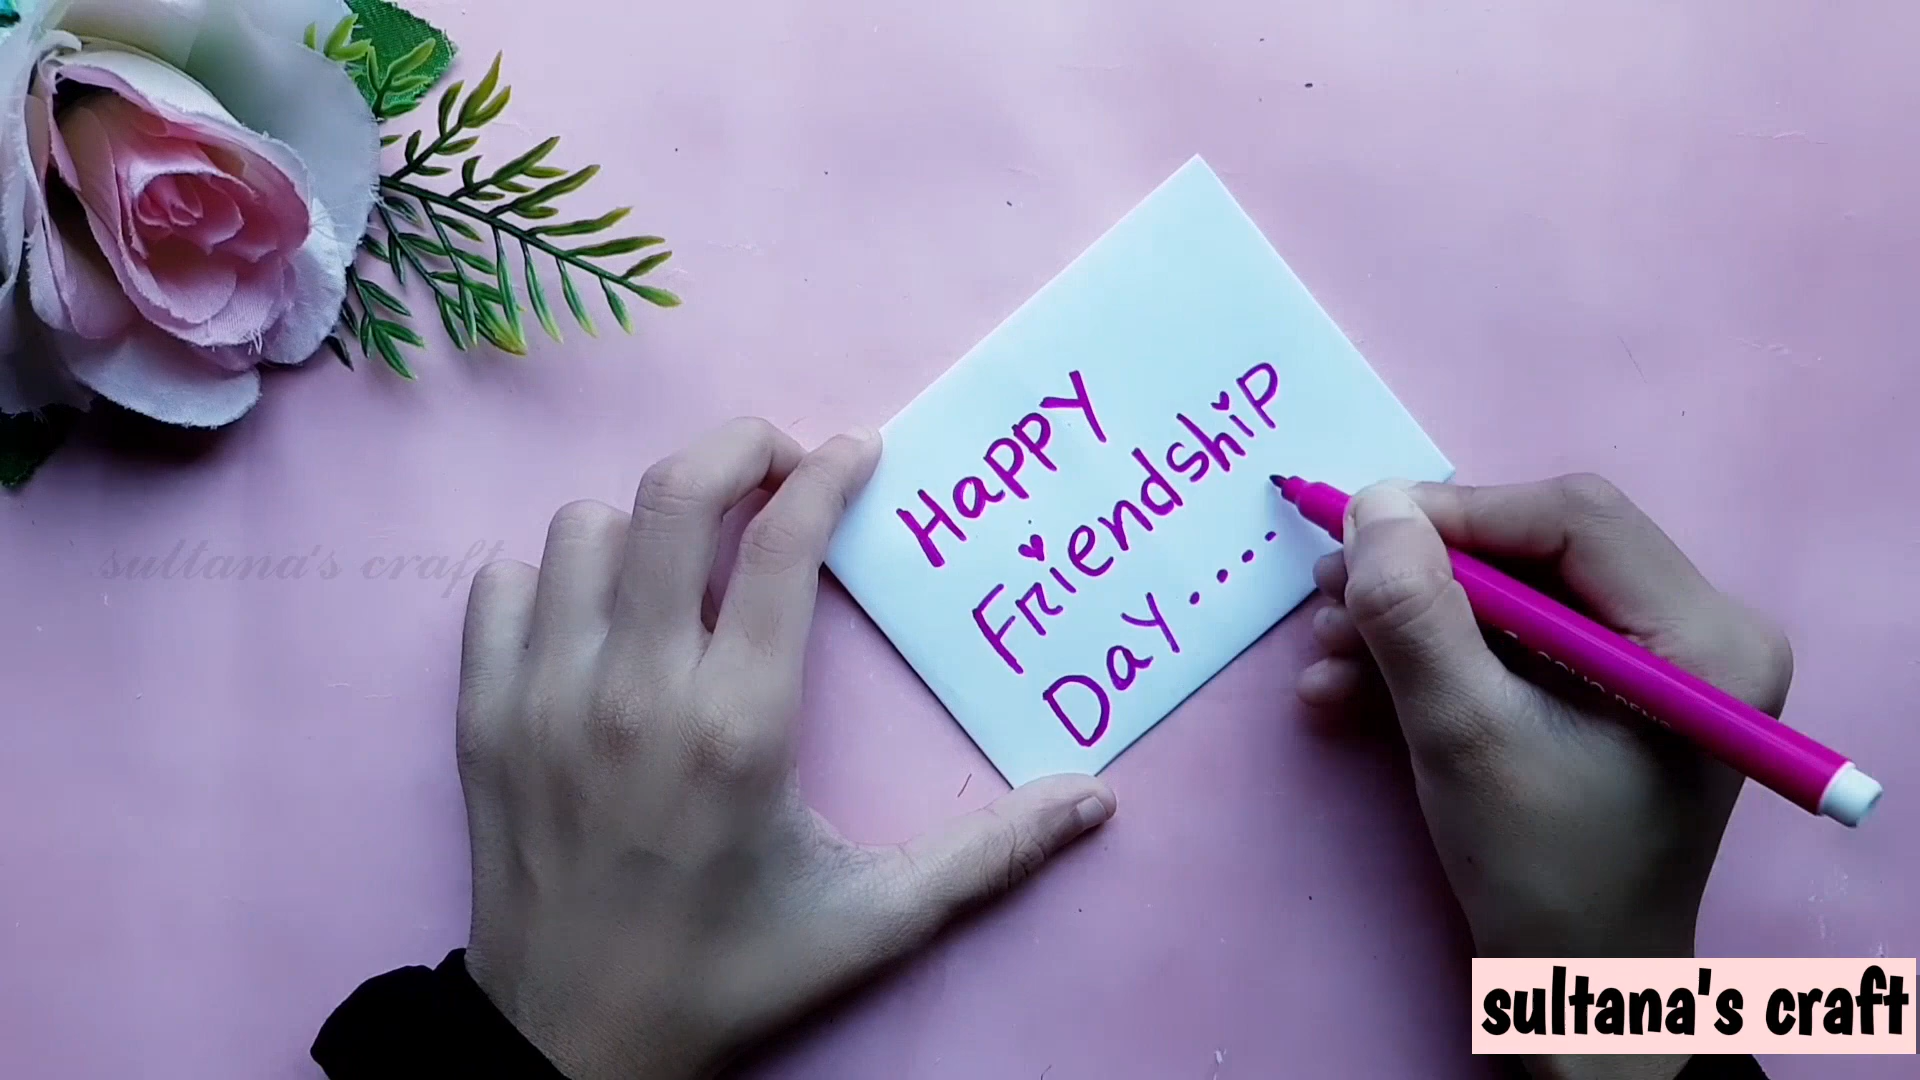 Happy
Friendship
Day....
sultana's craft
sultana's craft